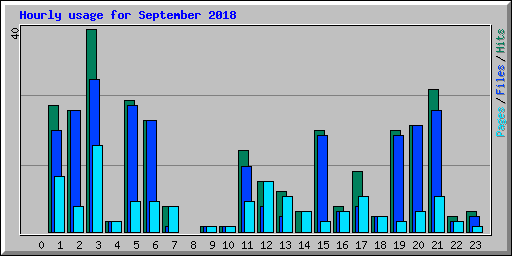 Hourly usage for September 2018
40
Pages/Files/Hits
0 1 2 3 4 5 6 7 8 9 10 11 12 13 14 15 16 17 18 19 20 21 22 23